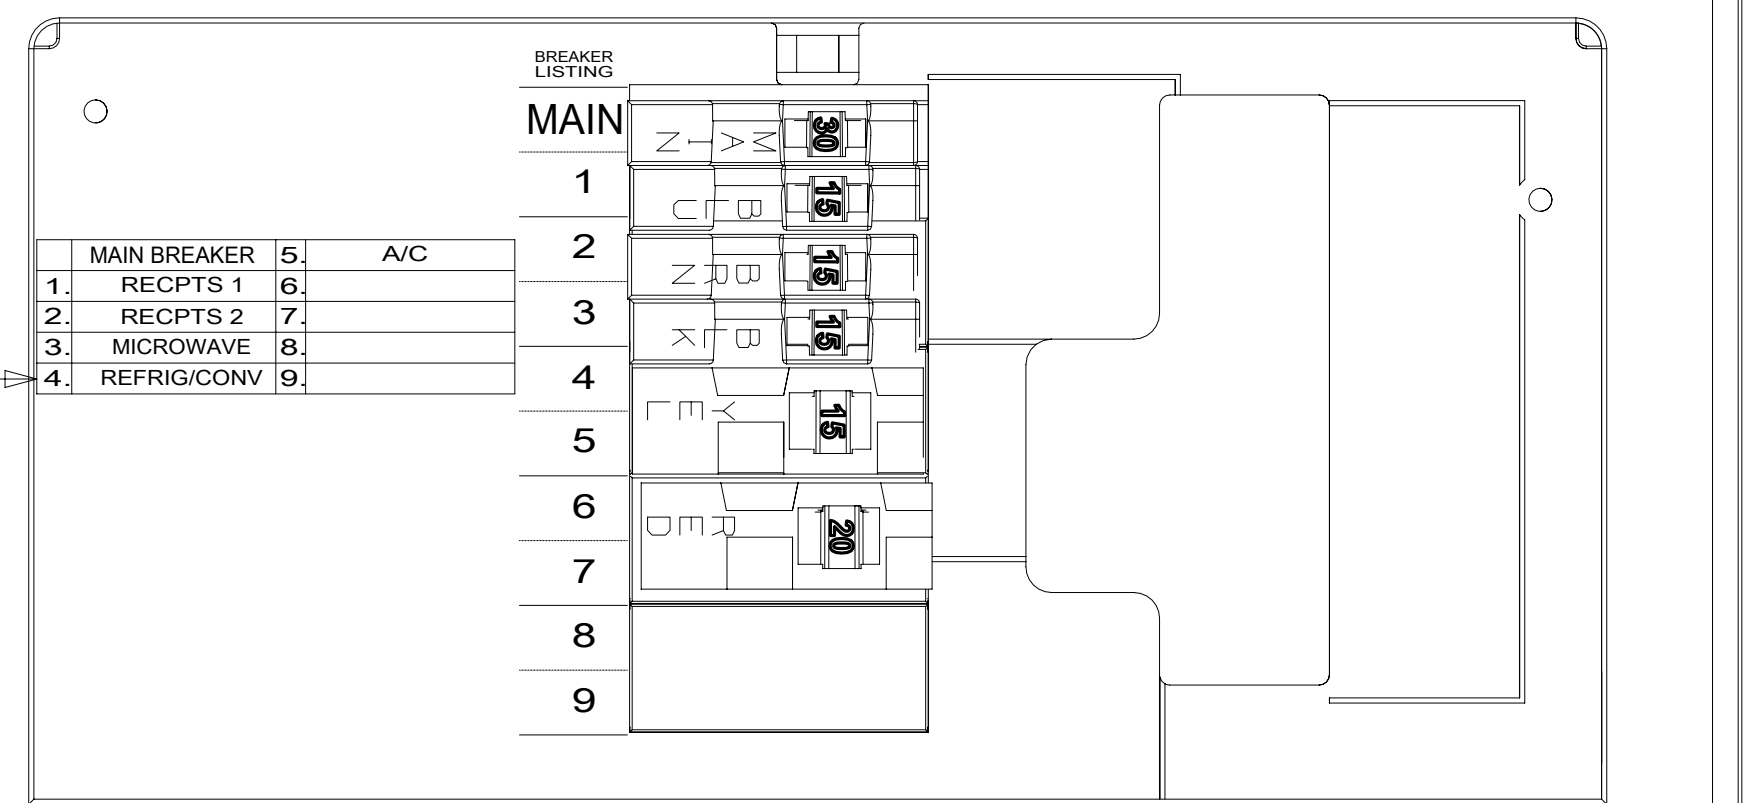 BREAKER
LISTING
MAIN
MAIN 30
1
BLU 15
2
BRN 15
3
BLK 15
4
5
YEL 15
6
7
RED 20
8
9
MAIN BREAKER 5. A/C
1. RECPTS 1 6.
2. RECPTS 2 7.
3. MICROWAVE 8.
4. REFRIG/CONV 9.